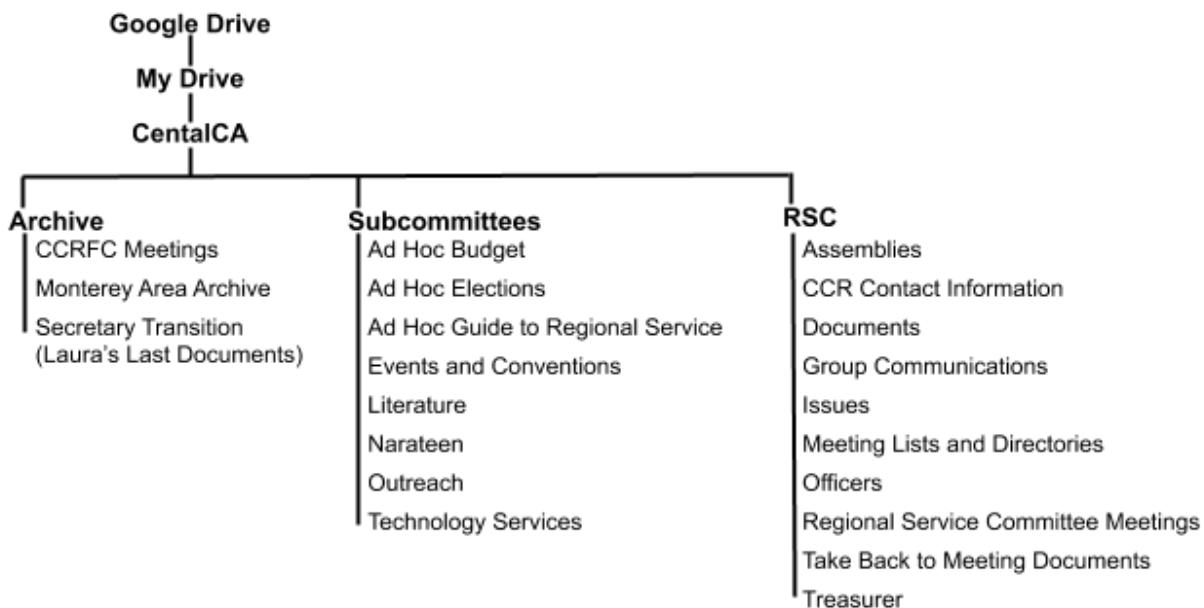 Google Drive
My Drive
CentalCA
Archive
CCRFC Meetings
Monterey Area Archive
Secretary Transition
(Laura's Last Documents)
Subcommittees
Ad Hoc Budget
Ad Hoc Elections
Ad Hoc Guide to Regional Service
Events and Conventions
Literature
Narateen
Outreach
Technology Services
RSC
Assemblies
CCR Contact Information
Documents
Group Communications
Issues
Meeting Lists and Directories
Officers
Regional Service Committee Meetings
Take Back to Meeting Documents
Treasurer